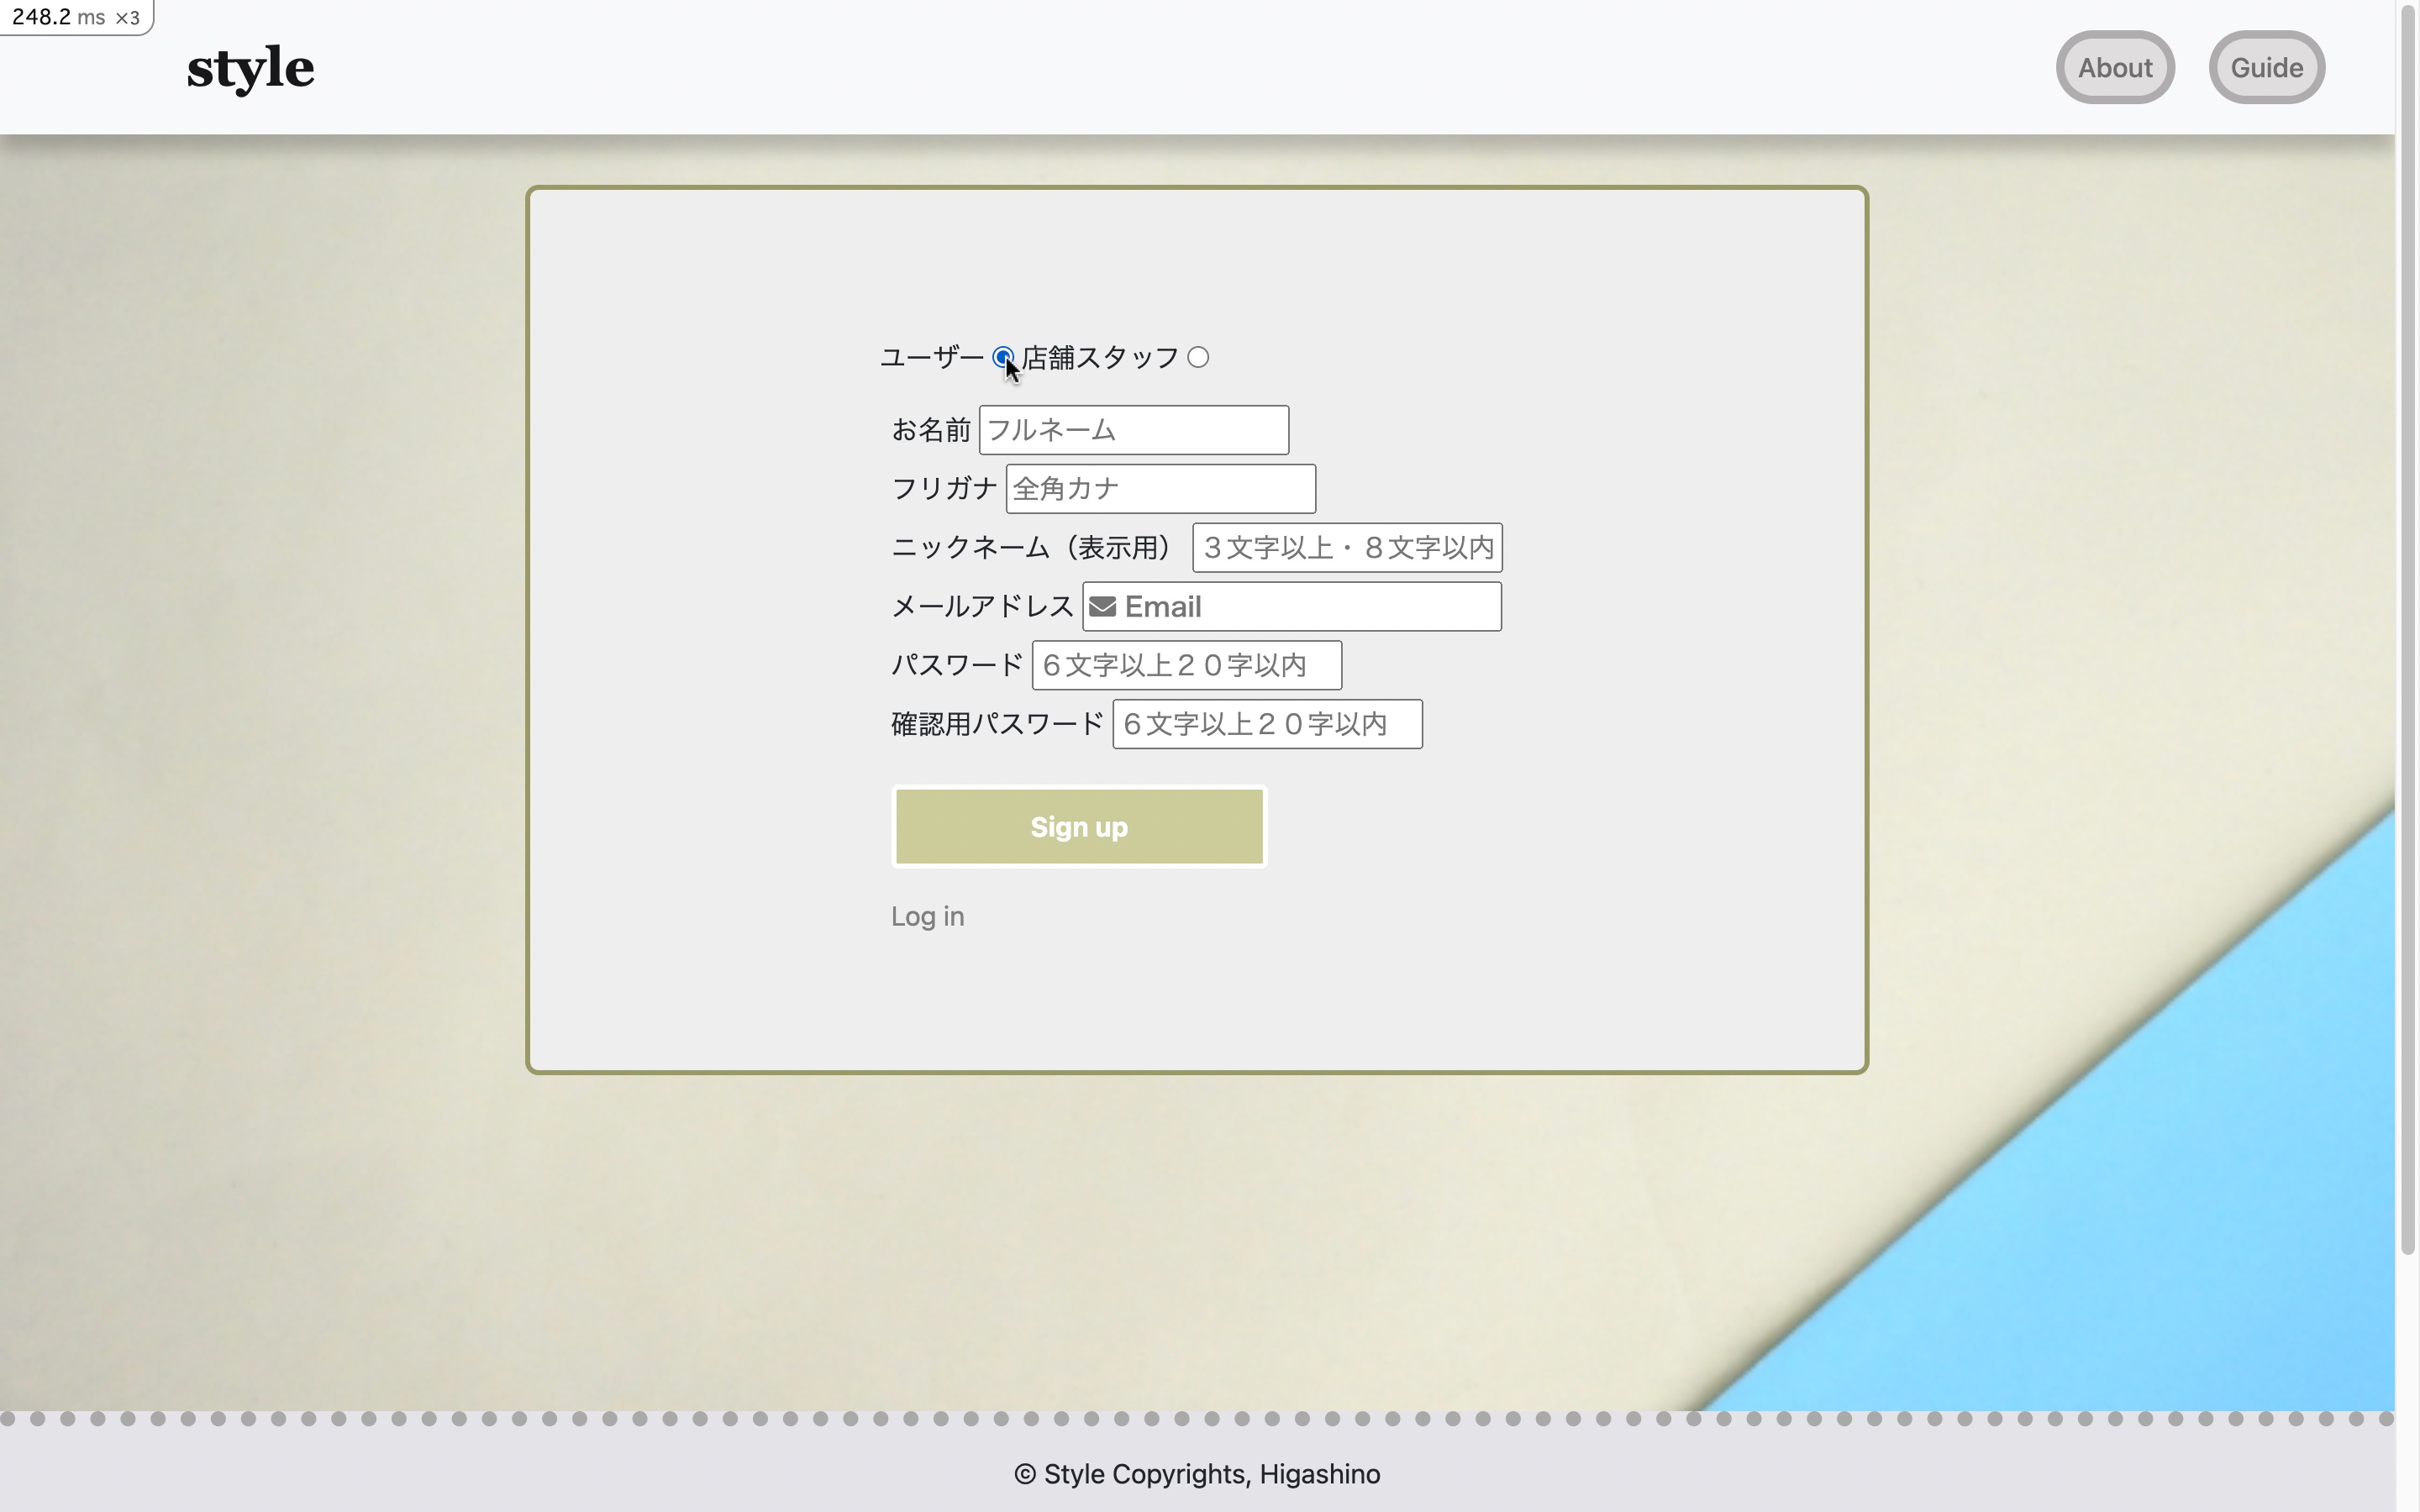 248.2 ms ×3
style
About
Guide
ユーザー 店舗スタッフ
お名前 フルネーム
フリガナ 全角カナ
ニックネーム（表示用） ３文字以上・８文字以内
メールアドレス Email
パスワード ６文字以上２０字以内
確認用パスワード ６文字以上２０字以内
Sign up
Log in
© Style Copyrights, Higashino